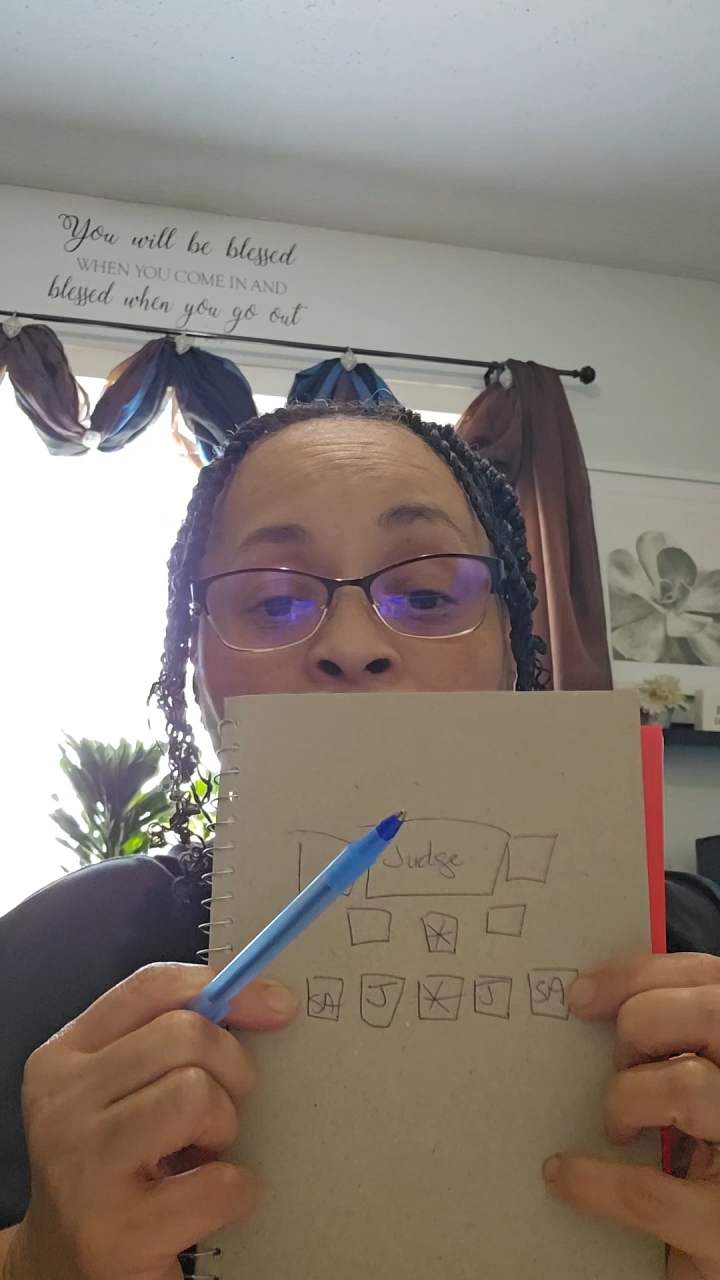 You will be blessed
WHEN YOU COME IN AND
blessed when you go out
Judge
SA J X J SA